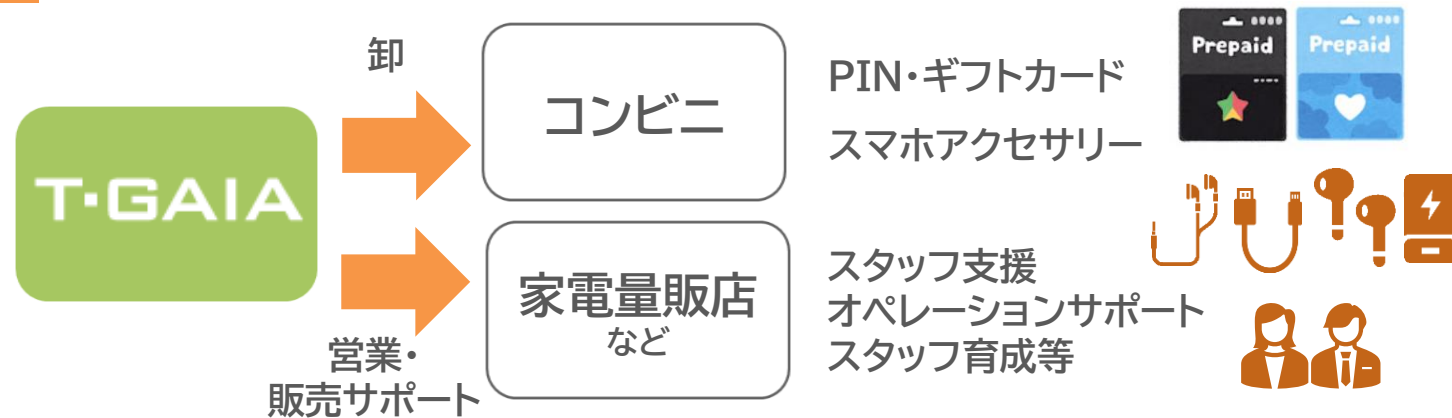 T·GAIA
卸
コンビニ
PIN・ギフトカード
スマホアクセサリー
Prepaid
Prepaid
営業・
販売サポート
家電量販店
など
スタッフ支援
オペレーションサポート
スタッフ育成等